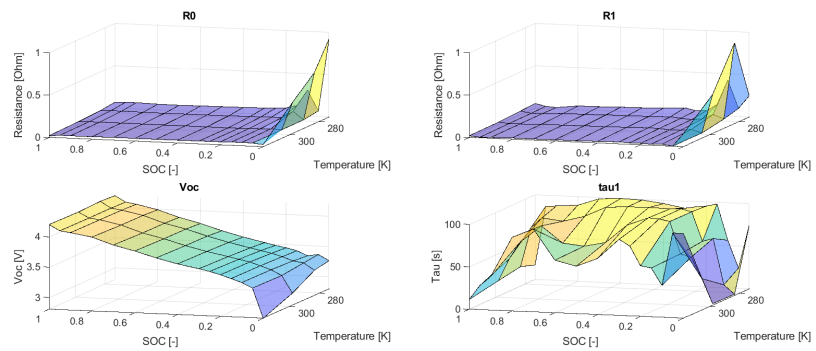 R0
Resistance [Ohm]
1
0.5
0
1
0.8
0.6
0.4
0.2
0
SOC [-]
300
280
Temperature [K]
R1
Resistance [Ohm]
1
0.5
0
1
0.8
0.6
0.4
0.2
0
SOC [-]
300
280
Temperature [K]
Voc
Voc [V]
4
3.5
3
1
0.8
0.6
0.4
0.2
0
SOC [-]
300
280
Temperature [K]
tau1
Tau [s]
100
50
0
1
0.8
0.6
0.4
0.2
0
SOC [-]
300
280
Temperature [K]